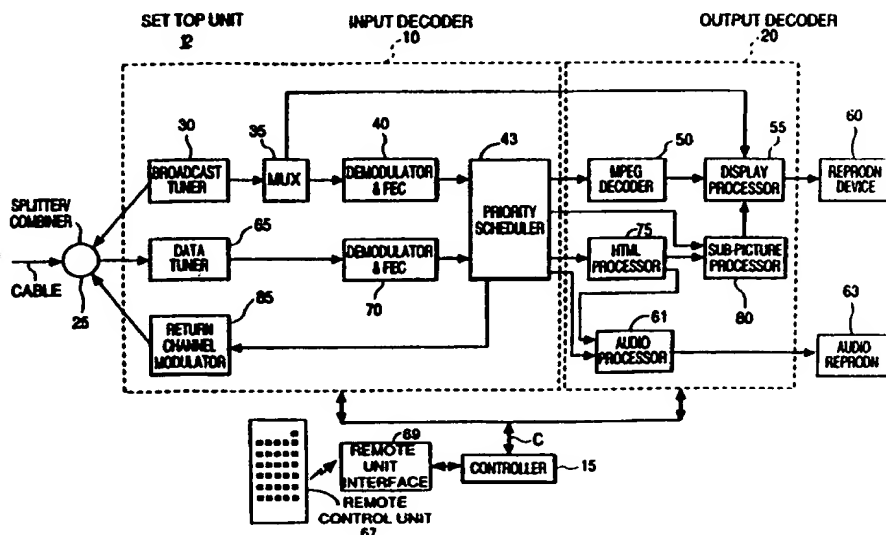 SET TOP UNIT
12
INPUT DECODER
10
OUTPUT DECODER
20
30
BROADCAST
TUNER
35
MUX
40
DEMODULATOR
& FEC
43
PRIORITY
SCHEDULER
50
MPEG
DECODER
55
DISPLAY
PROCESSOR
60
REPRODN
DEVICE
SPLITTER/
COMBINER
CABLE
25
65
DATA
TUNER
DEMODULATOR
& FEC
70
75
HTML
PROCESSOR
SUB-PICTURE
PROCESSOR
80
85
RETURN
CHANNEL
MODULATOR
61
AUDIO
PROCESSOR
63
AUDIO
REPRODN
69
REMOTE
UNIT
INTERFACE
C
CONTROLLER
15
REMOTE
CONTROL UNIT
67